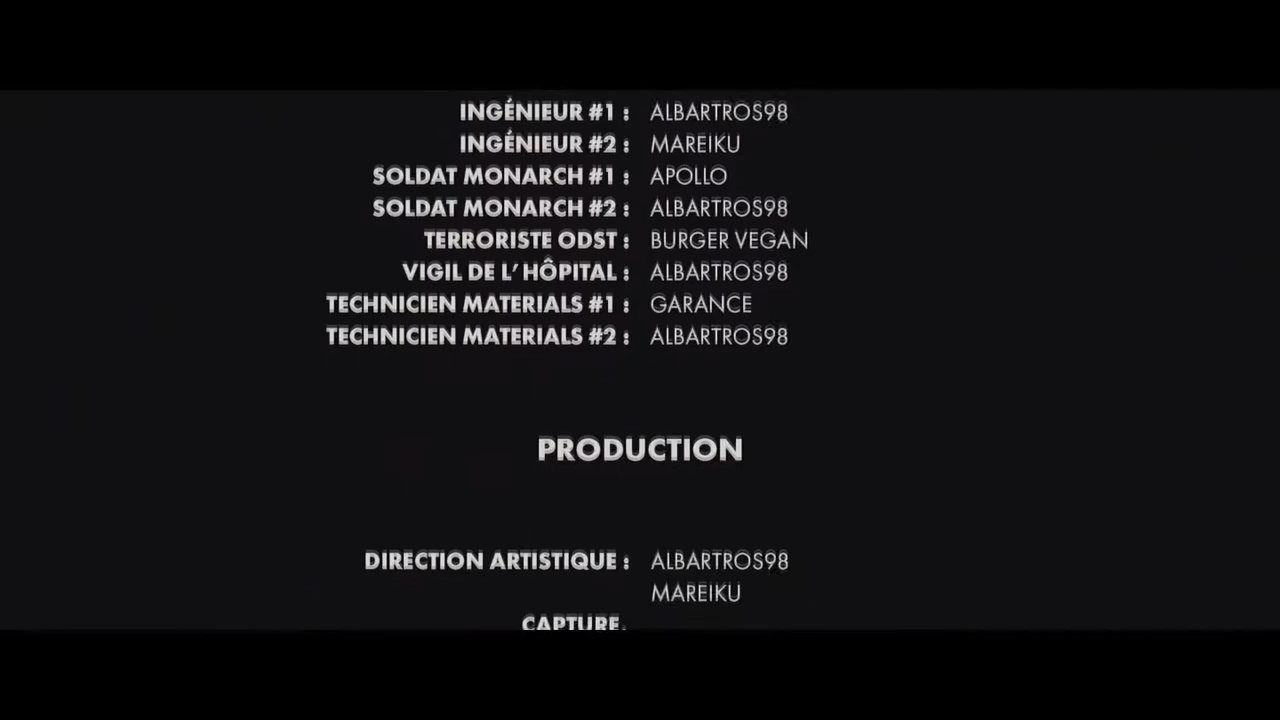 INGÉNIEUR #1 : ALBARTROS98
INGÉNIEUR #2 : MAREIKU
SOLDAT MONARCH #1 : APOLLO
SOLDAT MONARCH #2 : ALBARTROS98
TERRORISTE ODST : BURGER VEGAN
VIGIL DE L'HÔPITAL : ALBARTROS98
TECHNICIEN MATERIALS #1 : GARANCE
TECHNICIEN MATERIALS #2 : ALBARTROS98
PRODUCTION
DIRECTION ARTISTIQUE : ALBARTROS98
MAREIKU
CAPTURE